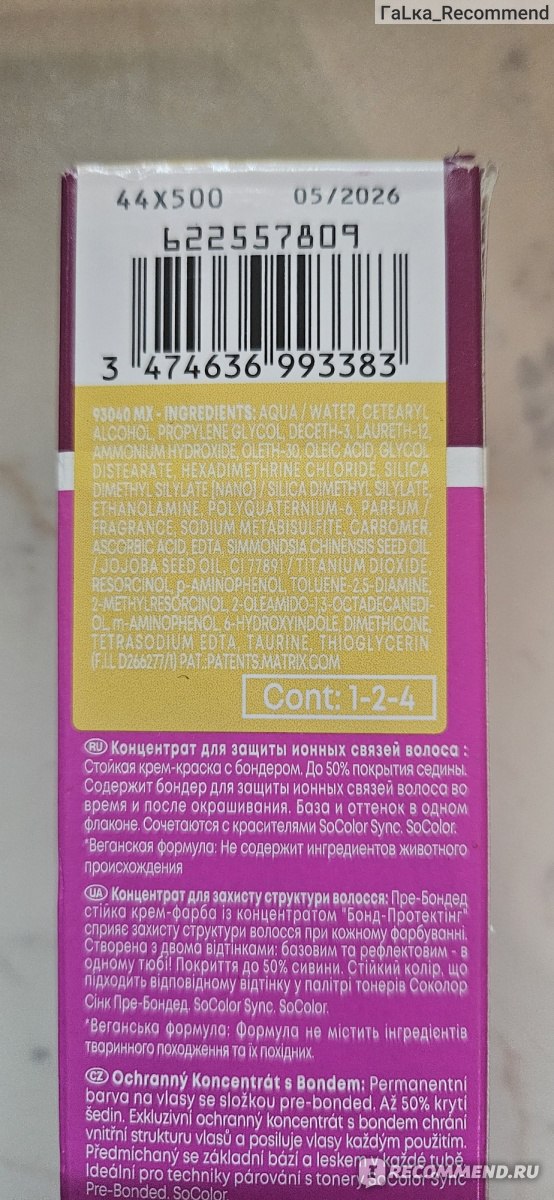 ГаLка_Recommend
44X500 05/2026
622557809
3 474636 993383
93040 MX - INGREDIENTS: AQUA / WATER, CETEARYL
ALCOHOL, PROPYLENE GLYCOL, DECETH-3, LAURETH-12,
AMMONIUM HYDROXIDE, OLETH-30, OLEIC ACID, GLYCOL
DISTEARATE, HEXADIMETHRINE CHLORIDE, SILICA
DIMETHYL SILYLATE [NANO] / SILICA DIMETHYL SILYLATE,
ETHANOLAMINE, POLYQUATERNIUM-6, PARFUM /
FRAGRANCE, SODIUM METABISULFITE, CARBOMER,
ASCORBIC ACID, EDTA, SIMMONDSIA CHINENSIS SEED OIL
/ JOJOBA SEED OIL, CI 77891 / TITANIUM DIOXIDE,
RESORCINOL, p-AMINOPHENOL, TOLUENE-2,5-DIAMINE,
2-METHYLRESORCINOL, 2-OLEAMIDO-1,3-OCTADECANEDI-
OL, m-AMINOPHENOL, 6-HYDROXYINDOLE, DIMETHICONE,
TETRASODIUM EDTA, TAURINE, THIOGLYCERIN
(F.I.L D266277/1) PAT.: PATENTS.MATRIX.COM
Cont: 1-2-4
RU Концентрат для защиты ионных связей волоса :
Стойкая крем-краска с бондером. До 50% покрытия седины.
Содержит бондер для защиты ионных связей волоса во
время и после окрашивания. База и оттенок в одном
флаконе. Сочетаются с красителями SoColor Sync. SoColor.
*Веганская формула: Не содержит ингредиентов животного
происхождения
UA Концентрат для захисту структури волосся: Пре-Бондед
стійка крем-фарба із концентратом "Бонд-Протектінг"
сприяє захисту структури волосся при кожному фарбуванні.
Створена з двома відтінками: базовим та рефлектовим - в
одному тюбі! Покриття до 50% сивини. Стійкий колір, що
підходить відповідному відтінку у палітрі тонерів Соколор
Сінк Пре-Бондед. SoColor Sync. SoColor.
*Веганська формула: Формула не містить інгредієнтів
тваринного походження та їх похідних.
CZ Ochranný Koncentrát s Bondem: Permanentní
barva na vlasy se složkou pre-bonded. Až 50% krytí
šedin. Exkluzivní ochranný koncentrát s bondem chrání
vnitřní strukturu vlasů a posiluje vlasy každým použitím.
Předmíchaný se základní bází a leskem v každé tubě.
Ideální pro techniky párování s tonery SoColor Sync
Pre-Bonded. SoColor
RECOMMEND.RU
Я RECOMMEND.RU